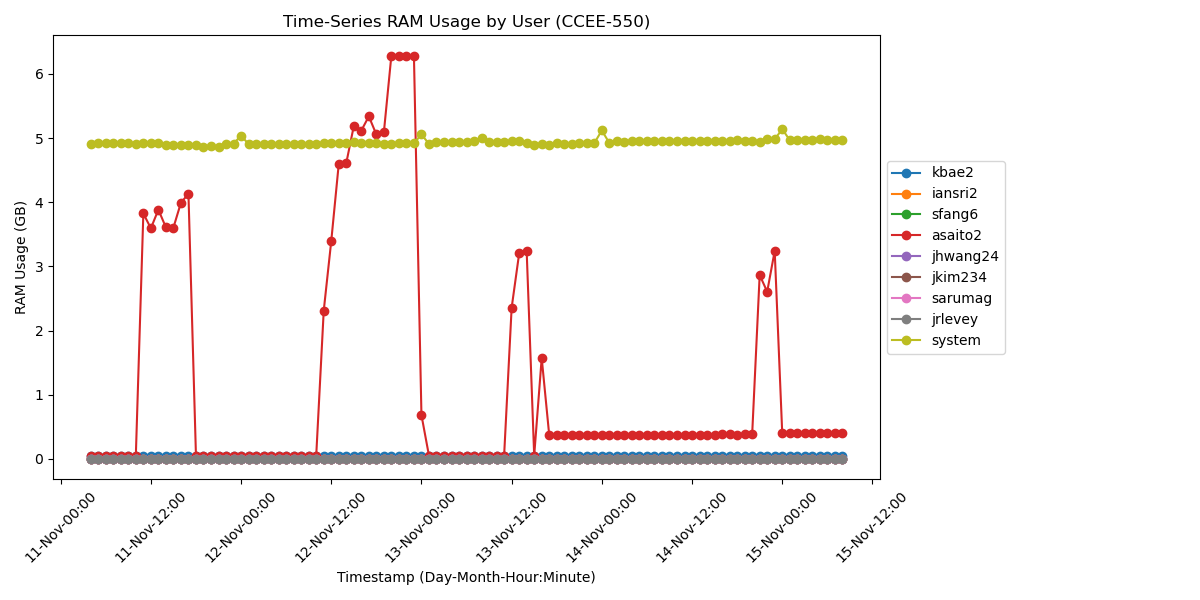 Time-Series RAM Usage by User (CCEE-550)
RAM Usage (GB)
6
5
4
3
2
1
0
11-Nov-00:00
11-Nov-12:00
12-Nov-00:00
12-Nov-12:00
13-Nov-00:00
13-Nov-12:00
14-Nov-00:00
14-Nov-12:00
15-Nov-00:00
15-Nov-12:00
Timestamp (Day-Month-Hour:Minute)
kbae2
iansri2
sfang6
asaito2
jhwang24
jkim234
sarumag
jrlevey
system